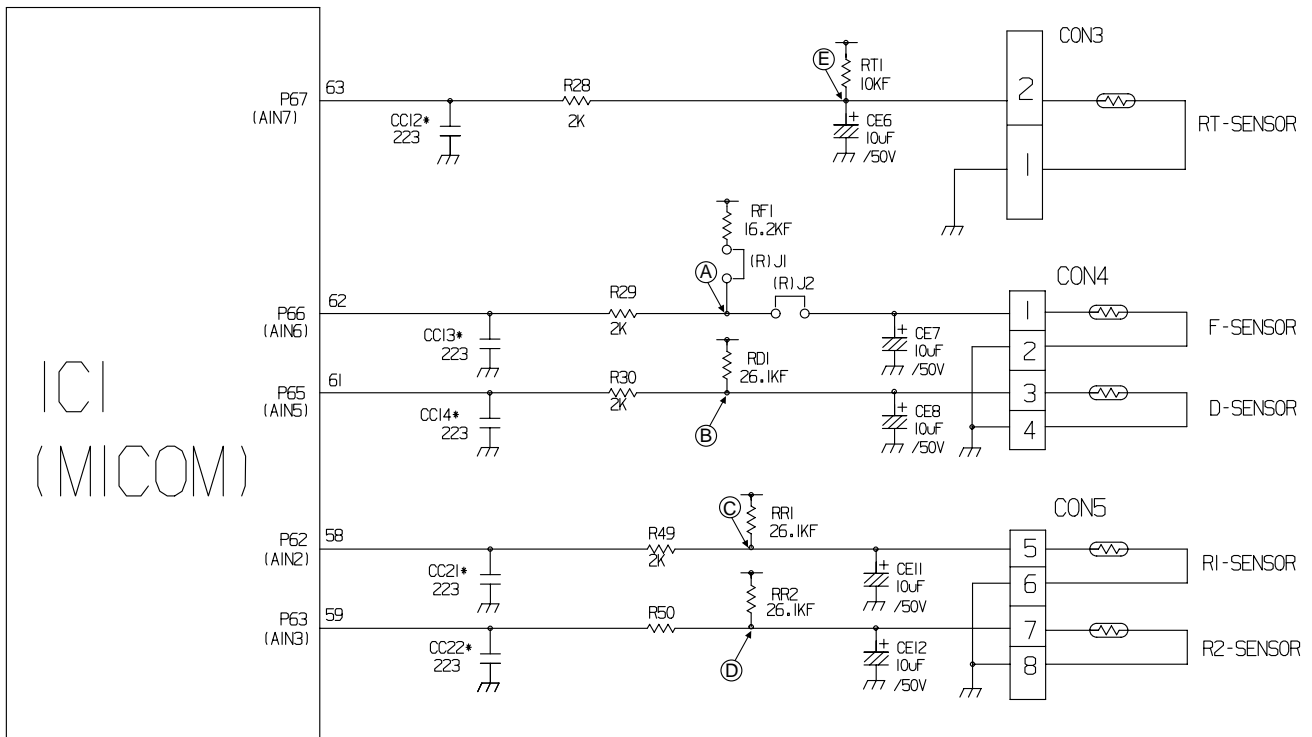 IC1
(MICOM)
P67
(AIN7)
63
CC12*
223
R28
2K
E
RT1
10KF
CE6
10uF
/50V
CON3
2
1
RT-SENSOR
P66
(AIN6)
62
CC13*
223
R29
2K
A
RF1
16.2KF
(R)J1
(R)J2
CE7
10uF
/50V
CON4
1
2
3
4
F-SENSOR
P65
(AIN5)
61
CC14*
223
R30
2K
RD1
26.1KF
B
CE8
10uF
/50V
D-SENSOR
P62
(AIN2)
58
CC21*
223
R49
2K
C
RR1
26.1KF
CE11
10uF
/50V
CON5
5
6
7
8
R1-SENSOR
P63
(AIN3)
59
CC22*
223
R50
RR2
26.1KF
D
CE12
10uF
/50V
R2-SENSOR